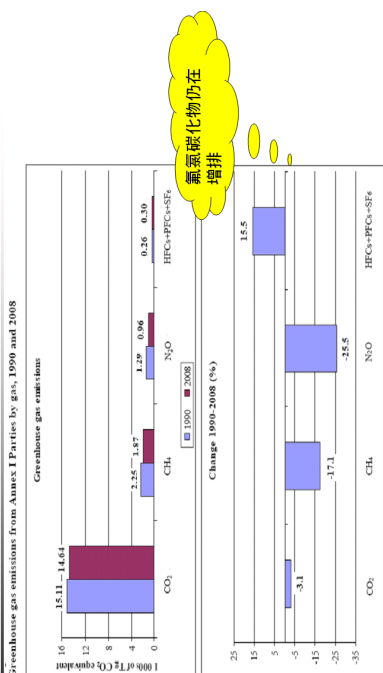 Greenhouse gas emissions from Annex I Parties by gas, 1990 and 2008
Greenhouse gas emissions
1 000s of Tg CO₂ equivalent
16
12
8
4
0
15.11
14.64
2.25
1.87
1.29
0.96
0.26
0.30
CO₂
CH₄
N₂O
HFCs+PFCs+SF₆
1990
2008
Change 1990-2008 (%)
25
15
5
-5
-15
-25
-35
-3.1
-17.1
-25.5
15.5
CO₂
CH₄
N₂O
HFCs+PFCs+SF₆
氟氯碳化物仍在
增排